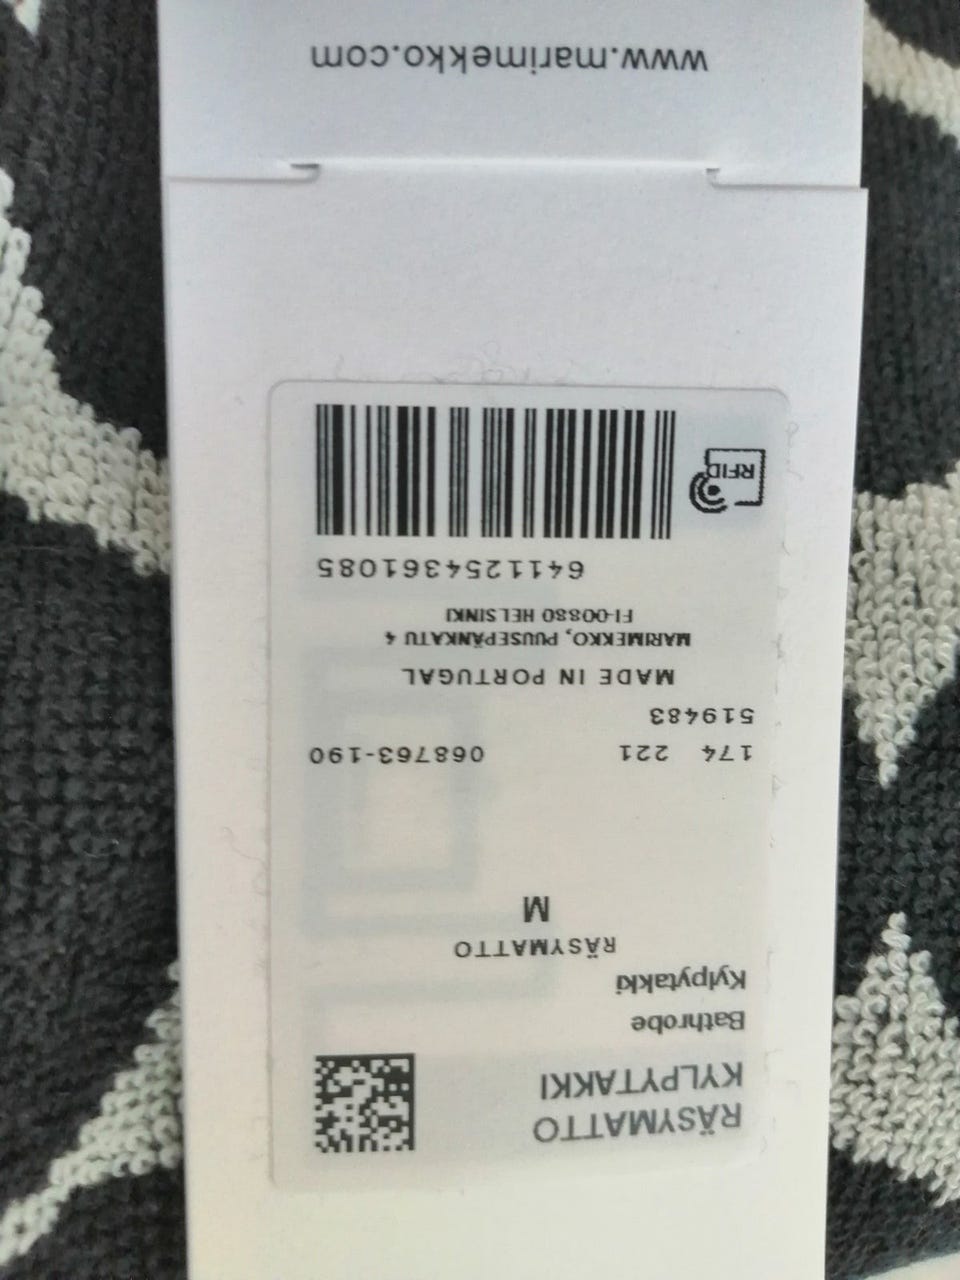 RÄSYMATTO
KYLPYTAKKI
Bathrobe
Kylpytakki
RÄSYMATTO
M
174 221 068763-190
519483
MADE IN PORTUGAL
MARIMEKKO, PUUSEPÄNKATU 4
FI-00880 HELSINKI
6411254361085
RFID
www.marimekko.com